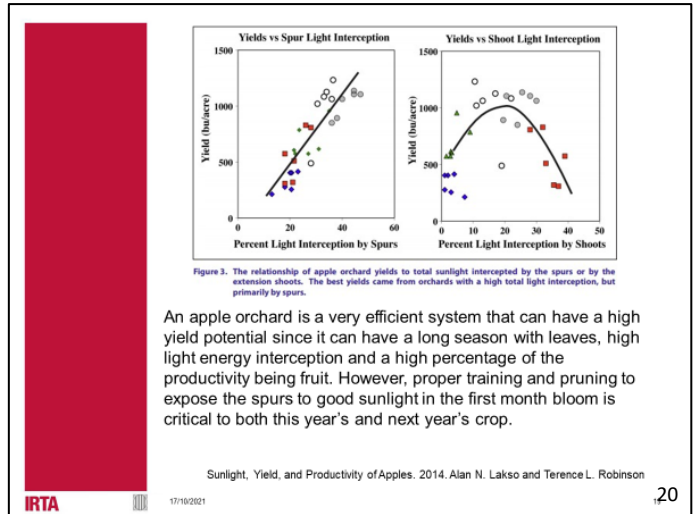 Yields vs Spur Light Interception
1500
1000
500
0
Yield (bu/acre)
0 20 40 60
Percent Light Interception by Spurs
Yields vs Shoot Light Interception
1500
1000
500
0
Yield (bu/acre)
0 10 20 30 40 50
Percent Light Interception by Shoots
Figure 3. The relationship of apple orchard yields to total sunlight intercepted by the spurs or by the
extension shoots. The best yields came from orchards with a high total light interception, but
primarily by spurs.
An apple orchard is a very efficient system that can have a high
yield potential since it can have a long season with leaves, high
light energy interception and a high percentage of the
productivity being fruit. However, proper training and pruning to
expose the spurs to good sunlight in the first month bloom is
critical to both this year's and next year's crop.
Sunlight, Yield, and Productivity of Apples. 2014. Alan N. Lakso and Terence L. Robinson
IRTA
17/10/2021
20